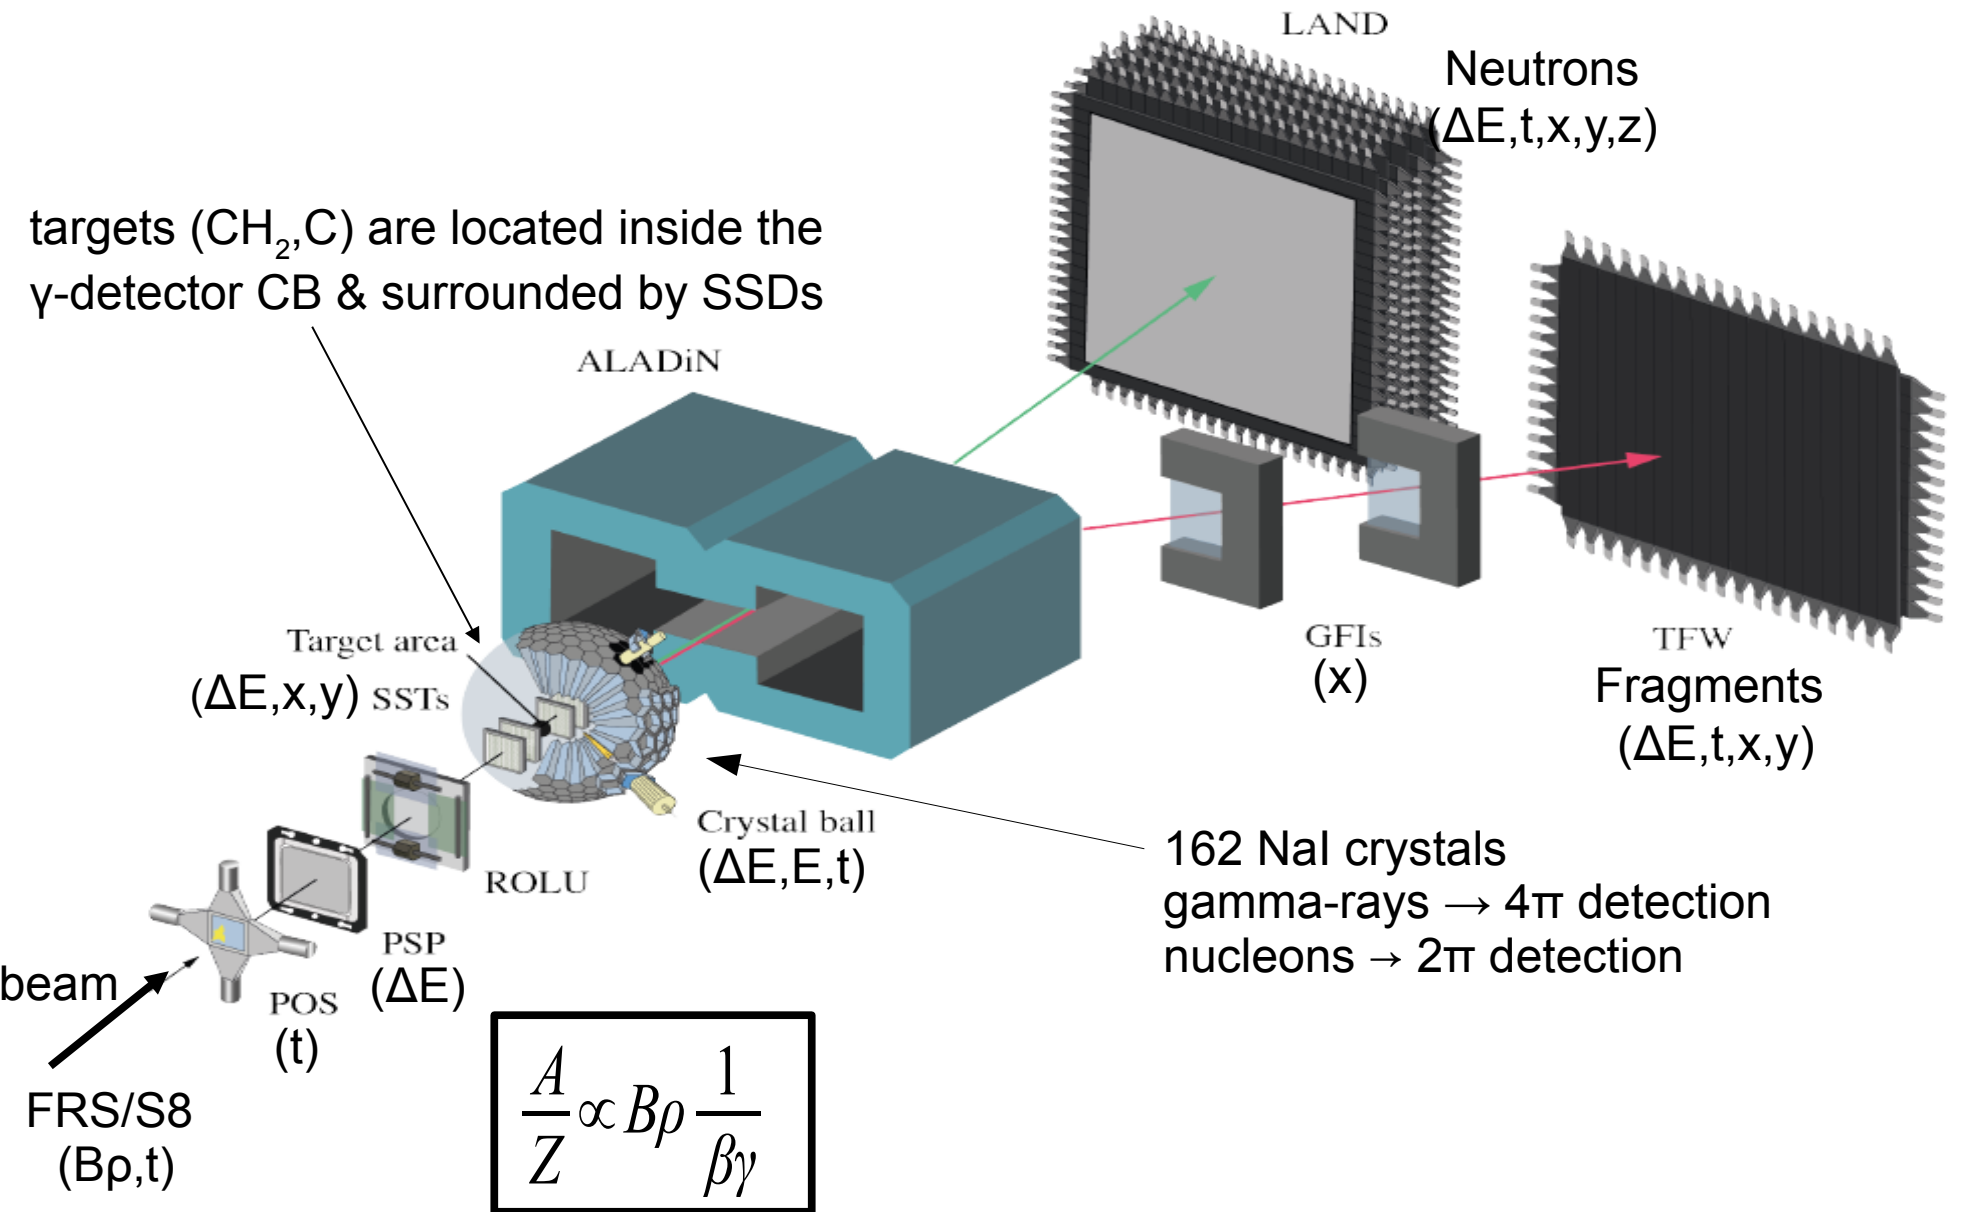 LAND
Neutrons
(ΔE,t,x,y,z)
targets (CH₂,C) are located inside the
γ-detector CB & surrounded by SSDs
ALADiN
Target area
(ΔE,x,y) SSTs
GFIs
(x)
TFW
Fragments
(ΔE,t,x,y)
Crystal ball
(ΔE,E,t)
162 NaI crystals
gamma-rays → 4π detection
nucleons → 2π detection
ROLU
PSP
(ΔE)
beam
POS
(t)
FRS/S8
(Bρ,t)
A/Z ∝ Bρ 1/βγ